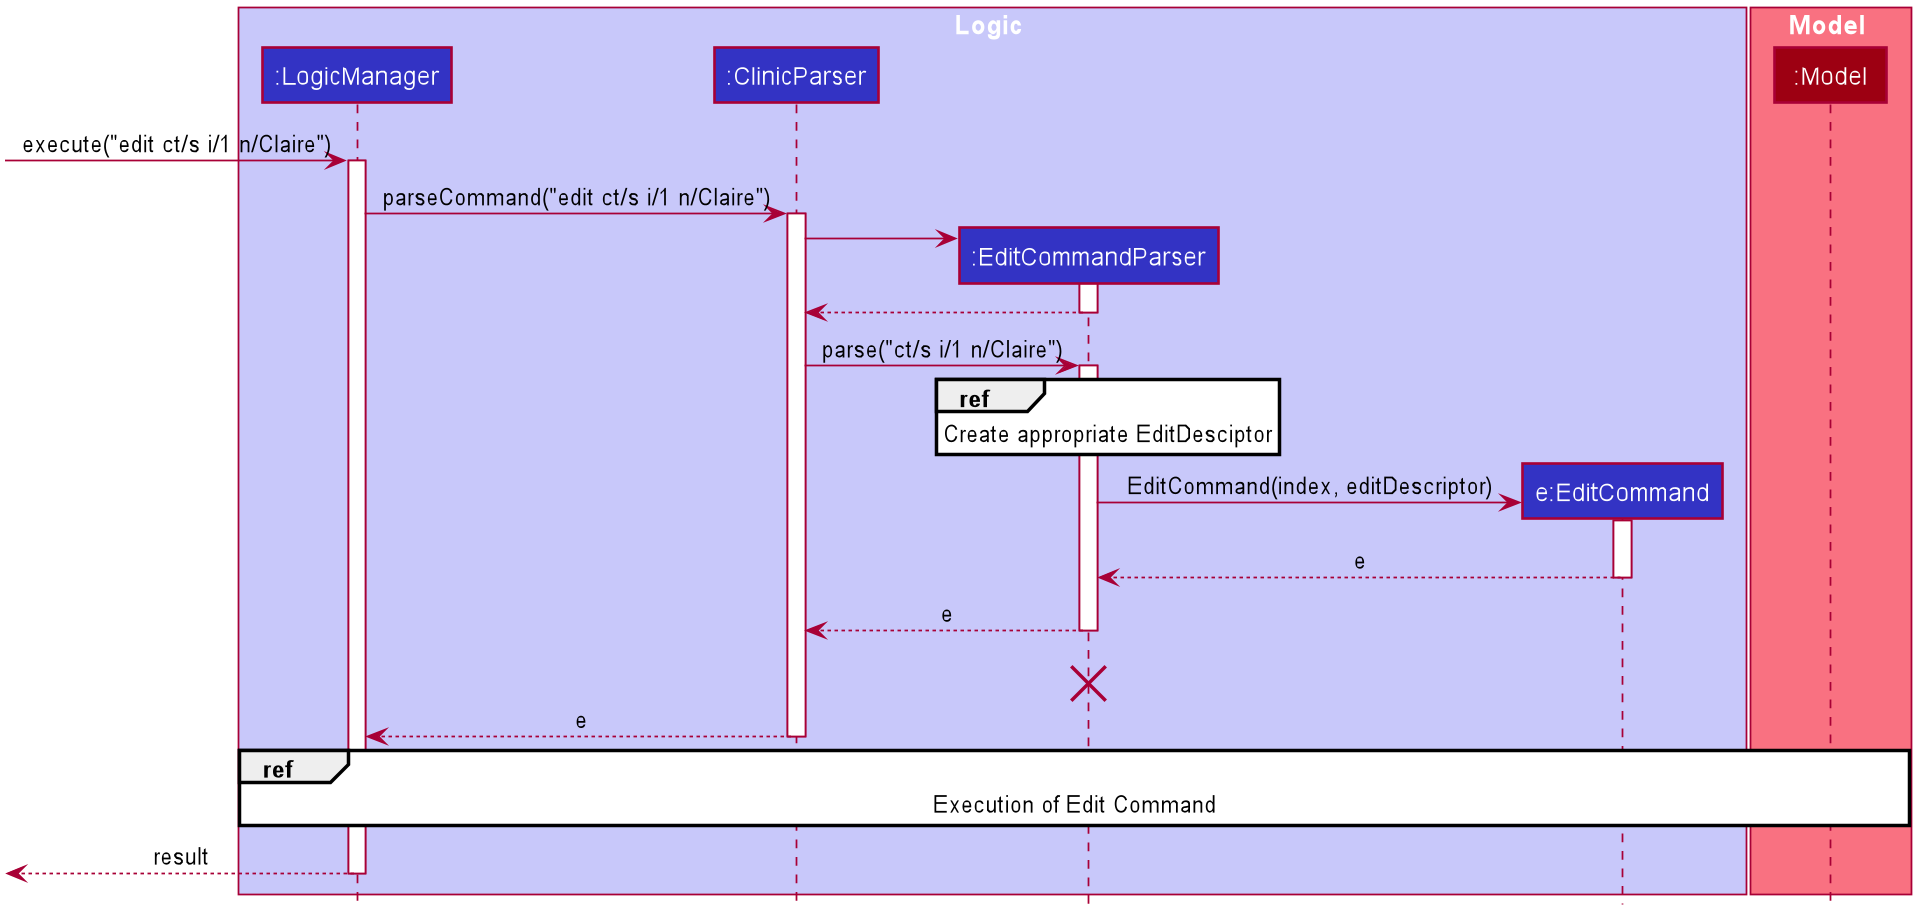 Logic
Model
:LogicManager
:ClinicParser
:Model
execute("edit ct/s i/1 n/Claire")
parseCommand("edit ct/s i/1 n/Claire")
:EditCommandParser
parse("ct/s i/1 n/Claire")
ref
Create appropriate EditDesciptor
EditCommand(index, editDescriptor)
e:EditCommand
e
e
e
ref
Execution of Edit Command
result